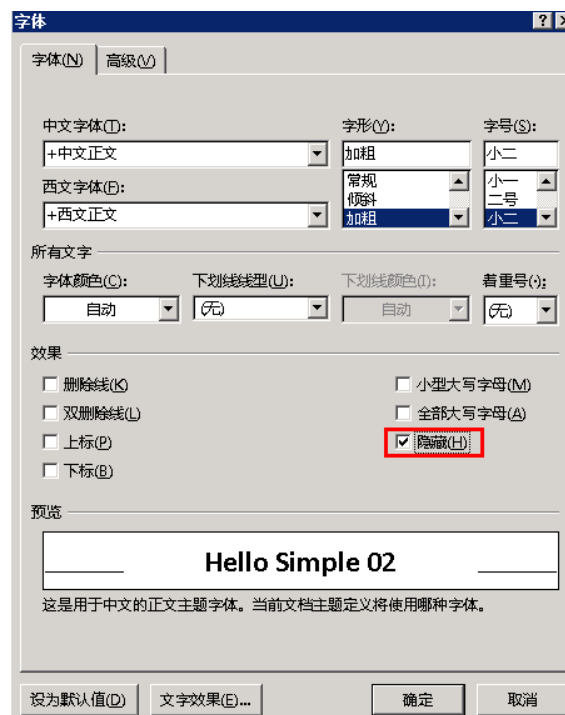 字体
字体(N) 高级(V)
中文字体(T): 字形(Y): 字号(S):
+中文正文 加粗 小二
常规 小一
西文字体(F): 倾斜 二号
+西文正文 加粗 小二
所有文字
字体颜色(C): 下划线线型(U): 下划线颜色(I): 着重号(·):
自动 (无) 自动 (无)
效果
删除线(K) 小型大写字母(M)
双删除线(L) 全部大写字母(A)
上标(P) 隐藏(H)
下标(B)
预览
Hello Simple 02
这是用于中文的正文主题字体。当前文档主题定义将使用哪种字体。
设为默认值(D) 文字效果(E)... 确定 取消